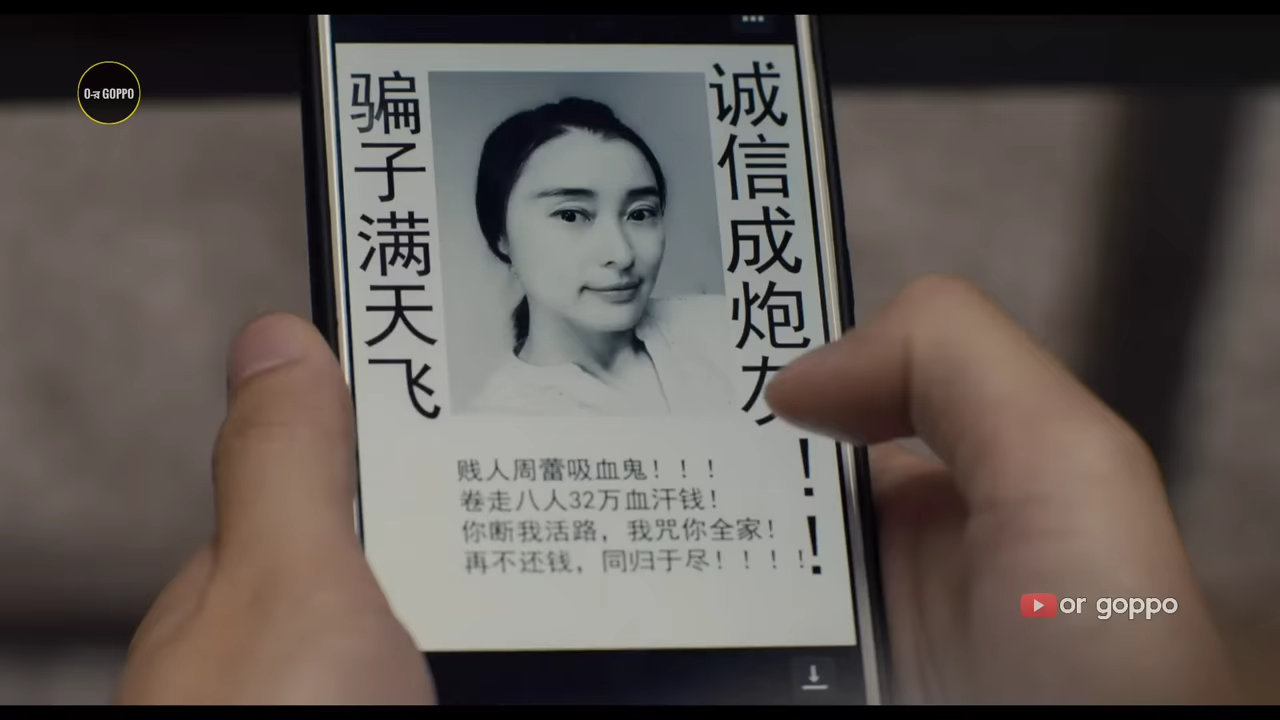 O-র GOPPO
骗子满天飞
诚信成炮灰!!
贱人周蕾吸血鬼!!!
卷走八人32万血汗钱!
你断我活路,我咒你全家!
再不还钱,同归于尽!!!!
or goppo